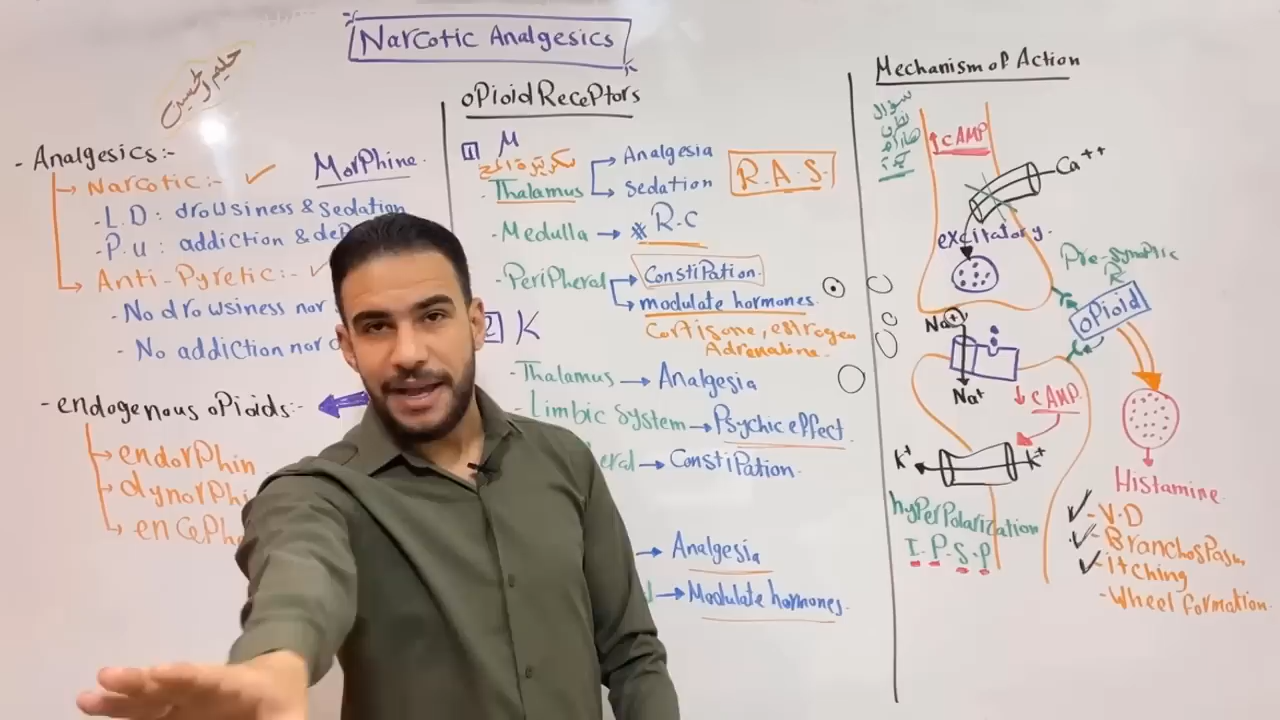 Narcotic Analgesics
- Analgesics:-
Narcotic:- ✓ Morphine.
- L.D: drowsiness & sedation
- P.u: addiction &
Anti-Pyretic:-
- No drowsiness nor
- No addiction nor
- endogenous opioids:-
endorphin
opioid Receptors
1 M
Thalamus
Analgesia
Sedation
R.A.S.
- Medulla → * R.C
- Peripheral
Constipation.
modulate hormones.
Cortisone, estrogen
Adrenaline.
K
- Thalamus → Analgesia
- Limbic system → Psychic effect.
→ Constipation.
→ Analgesia
→ Modulate hormones.
Mechanism of Action
سؤال
↑cAMP
Ca++
excitatory.
Pre-synaptic
opioid
Na+
Na+
↓ cAMP
K+
K+
Histamine.
hyperpolarization
I.P.S.P
- V.D
- Branchospasm
- Itching
- Wheel formation.